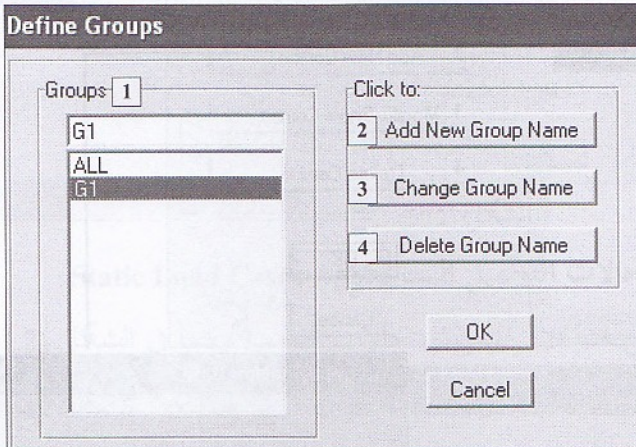 Define Groups
Groups 1
G1
ALL
G1
Click to:
2 Add New Group Name
3 Change Group Name
4 Delete Group Name
OK
Cancel